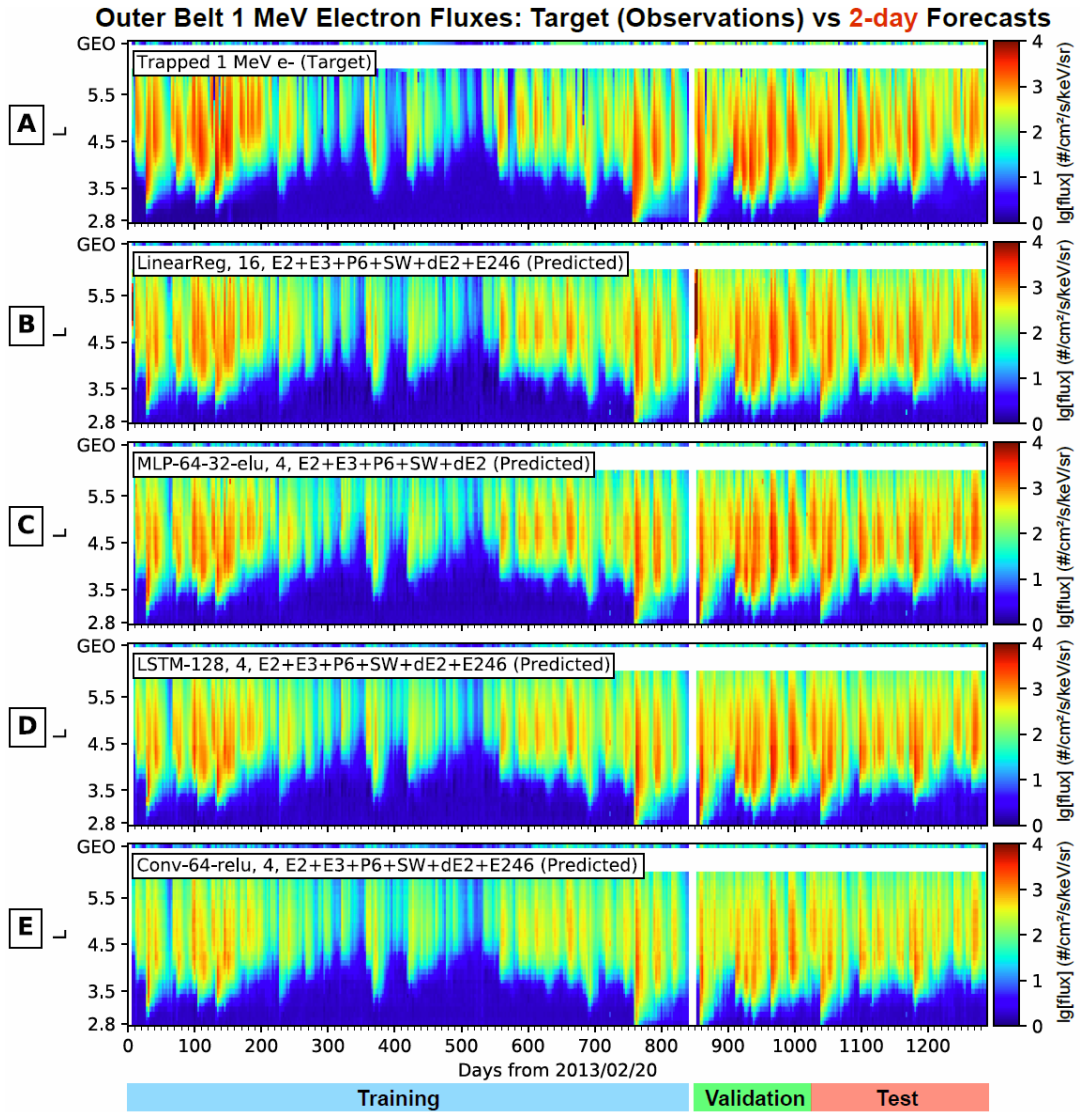 Outer Belt 1 MeV Electron Fluxes: Target (Observations) vs 2-day Forecasts
GEO
5.5
4.5
3.5
2.8
L
A
Trapped 1 MeV e- (Target)
4
3
2
1
0
lg[flux] (#/cm²/s/keV/sr)
GEO
5.5
4.5
3.5
2.8
L
B
LinearReg, 16, E2+E3+P6+SW+dE2+E246 (Predicted)
4
3
2
1
0
lg[flux] (#/cm²/s/keV/sr)
GEO
5.5
4.5
3.5
2.8
L
C
MLP-64-32-elu, 4, E2+E3+P6+SW+dE2 (Predicted)
4
3
2
1
0
lg[flux] (#/cm²/s/keV/sr)
GEO
5.5
4.5
3.5
2.8
L
D
LSTM-128, 4, E2+E3+P6+SW+dE2+E246 (Predicted)
4
3
2
1
0
lg[flux] (#/cm²/s/keV/sr)
GEO
5.5
4.5
3.5
2.8
L
E
Conv-64-relu, 4, E2+E3+P6+SW+dE2+E246 (Predicted)
4
3
2
1
0
lg[flux] (#/cm²/s/keV/sr)
0 100 200 300 400 500 600 700 800 900 1000 1100 1200
Days from 2013/02/20
Training Validation Test